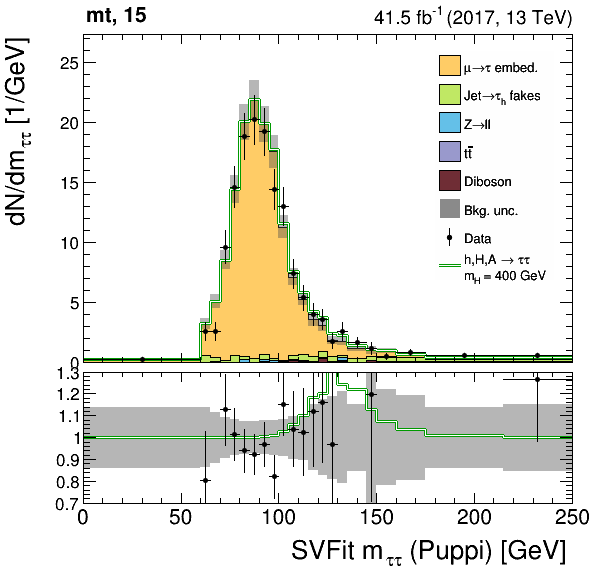 mt, 15
41.5 fb⁻¹ (2017, 13 TeV)
dN/dm_ττ [1/GeV]
25
20
15
10
5
0
μ→τ embed.
Jet→τ_h fakes
Z→ll
tt̅
Diboson
Bkg. unc.
Data
h,H,A → ττ
m_H = 400 GeV
1.3
1.2
1.1
1
0.9
0.8
0.7
0 50 100 150 200 250
SVFit m_ττ (Puppi) [GeV]